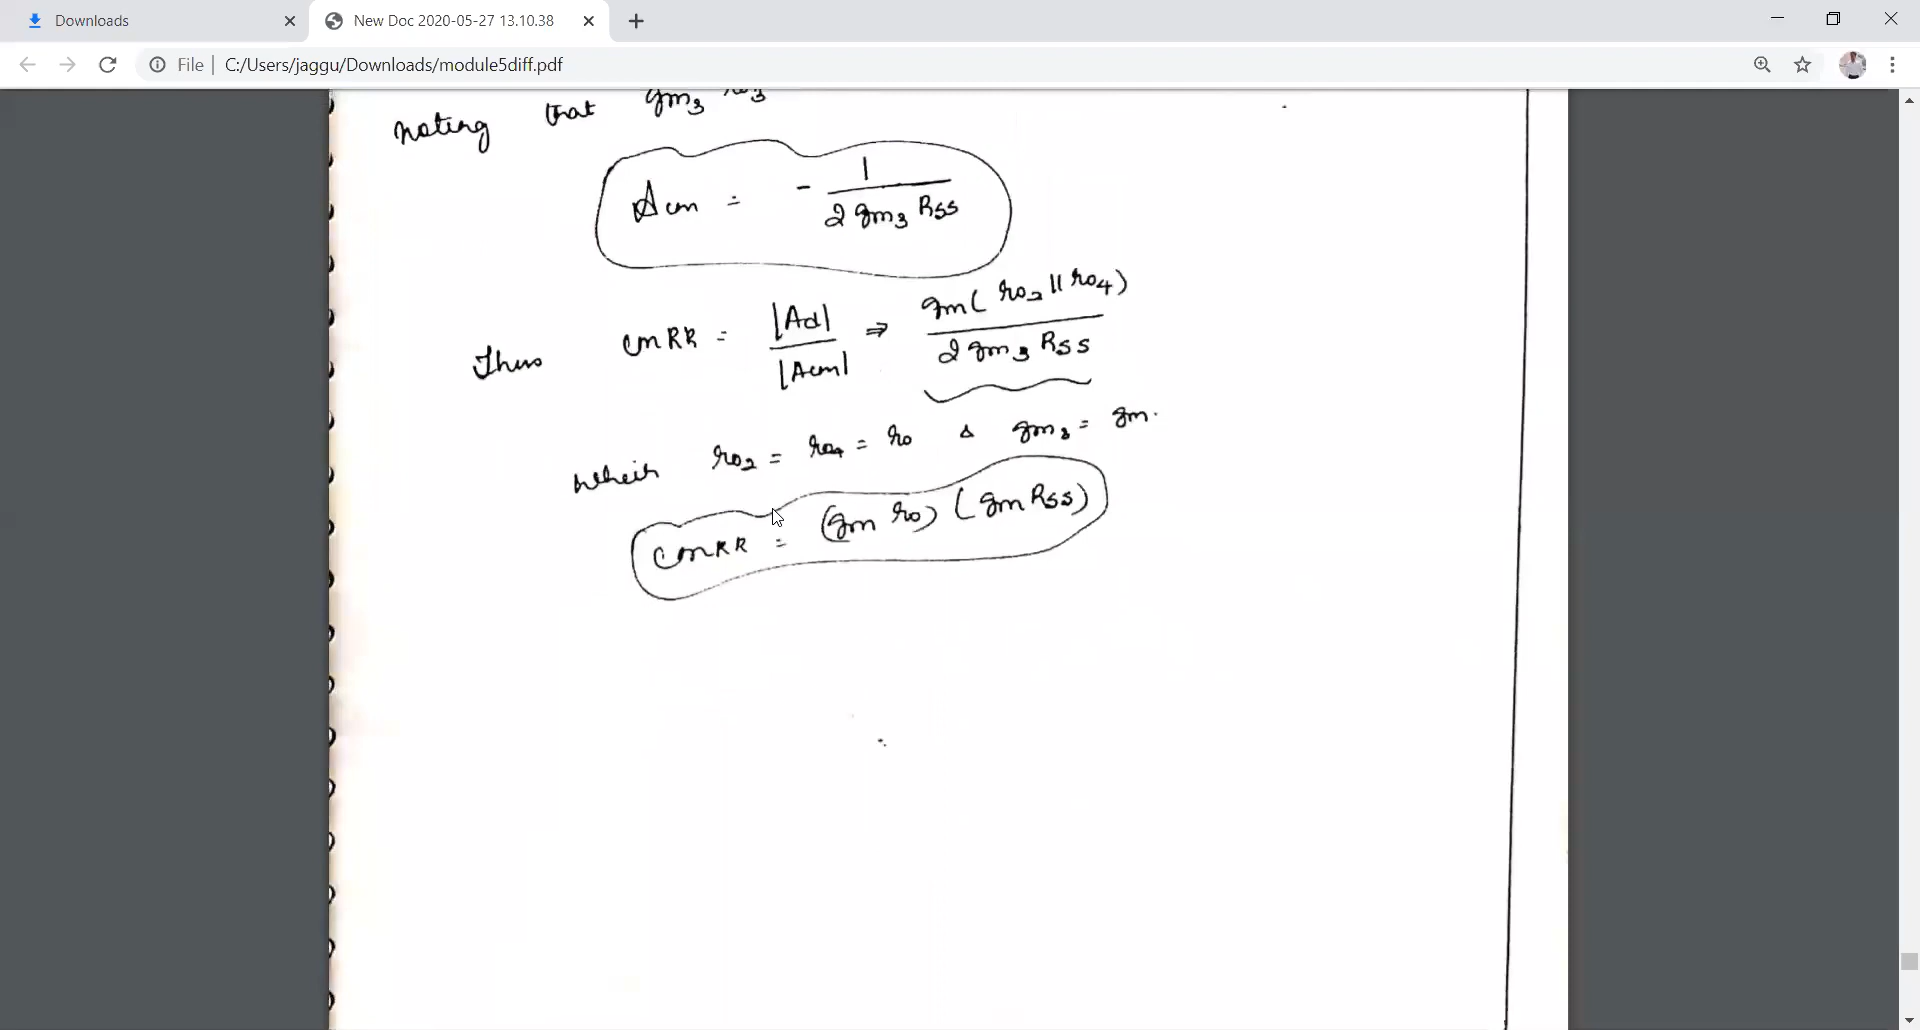 Downloads
New Doc 2020-05-27 13.10.38
File | C:/Users/jaggu/Downloads/module5diff.pdf
noting that gm3 ro3
Acm = - 1 / 2 gm3 RSS
Thus CMRR = |Ad| / |Acm| ⇒ gm( ro2 || ro4) / 2 gm3 RSS
ro2 = ro4 = ro & gm3 = gm.
CMRR = (gm ro) (gm RSS)